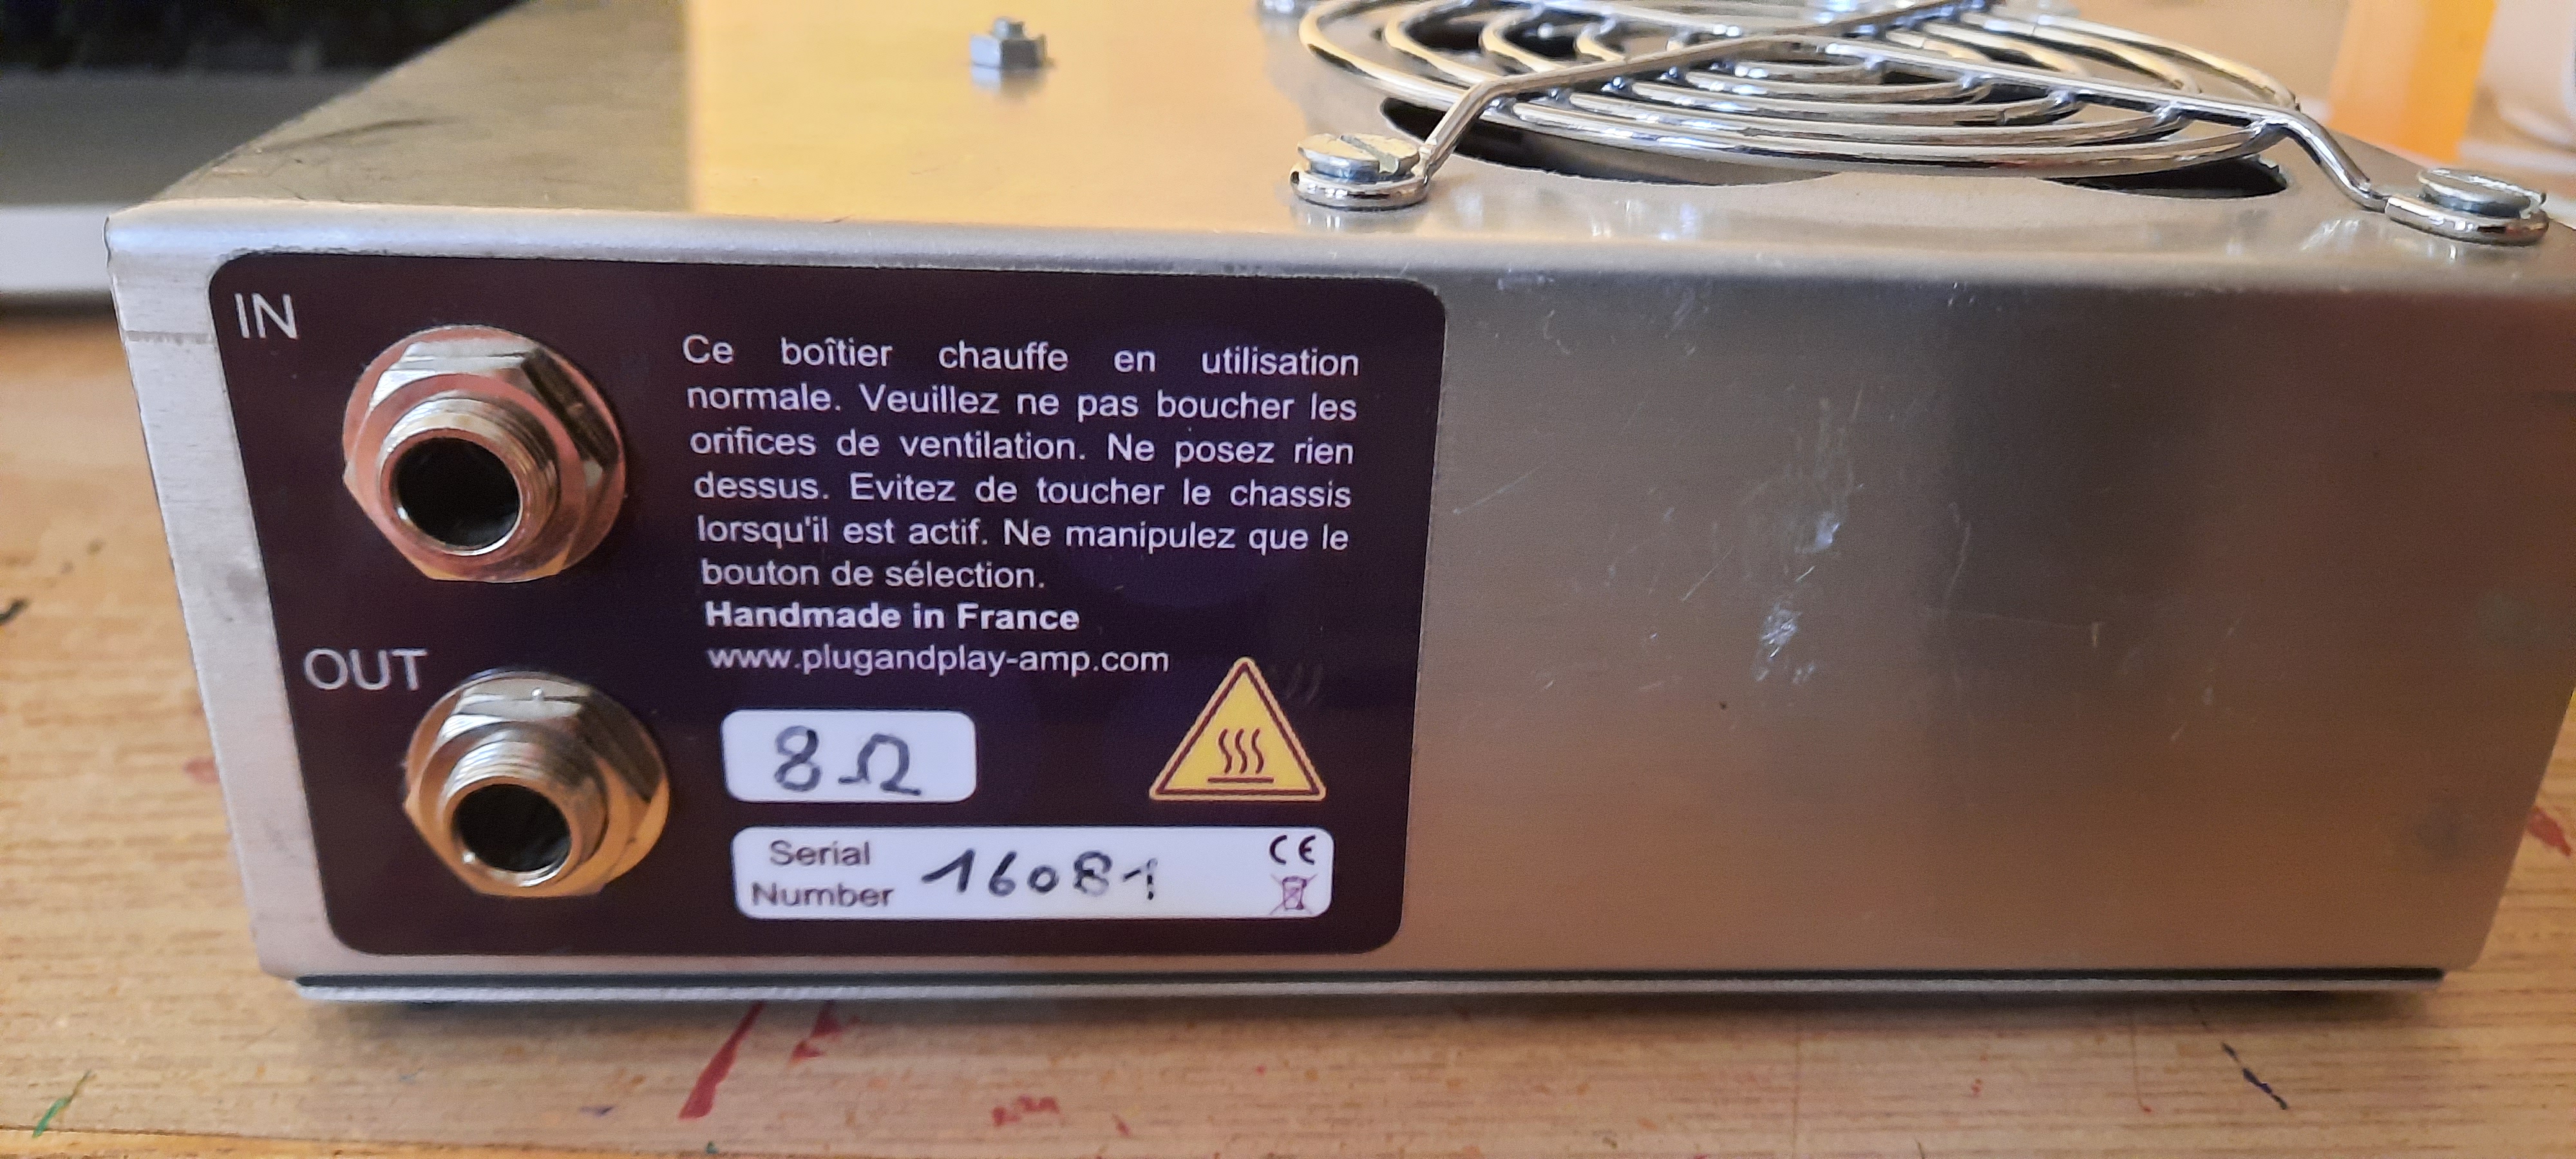 IN
Ce boîtier chauffe en utilisation
normale. Veuillez ne pas boucher les
orifices de ventilation. Ne posez rien
dessus. Evitez de toucher le chassis
lorsqu'il est actif. Ne manipulez que le
bouton de sélection.
Handmade in France
www.plugandplay-amp.com
OUT
8Ω
Serial
Number 16081
CE